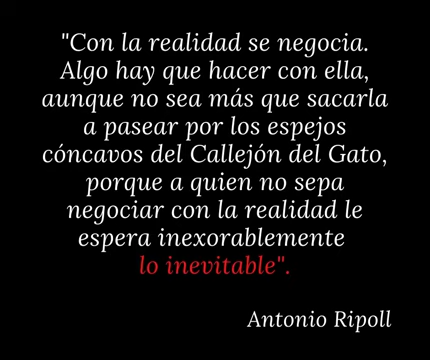 "Con la realidad se negocia.
Algo hay que hacer con ella,
aunque no sea más que sacarla
a pasear por los espejos
cóncavos del Callejón del Gato,
porque a quien no sepa
negociar con la realidad le
espera inexorablemente
lo inevitable".
Antonio Ripoll